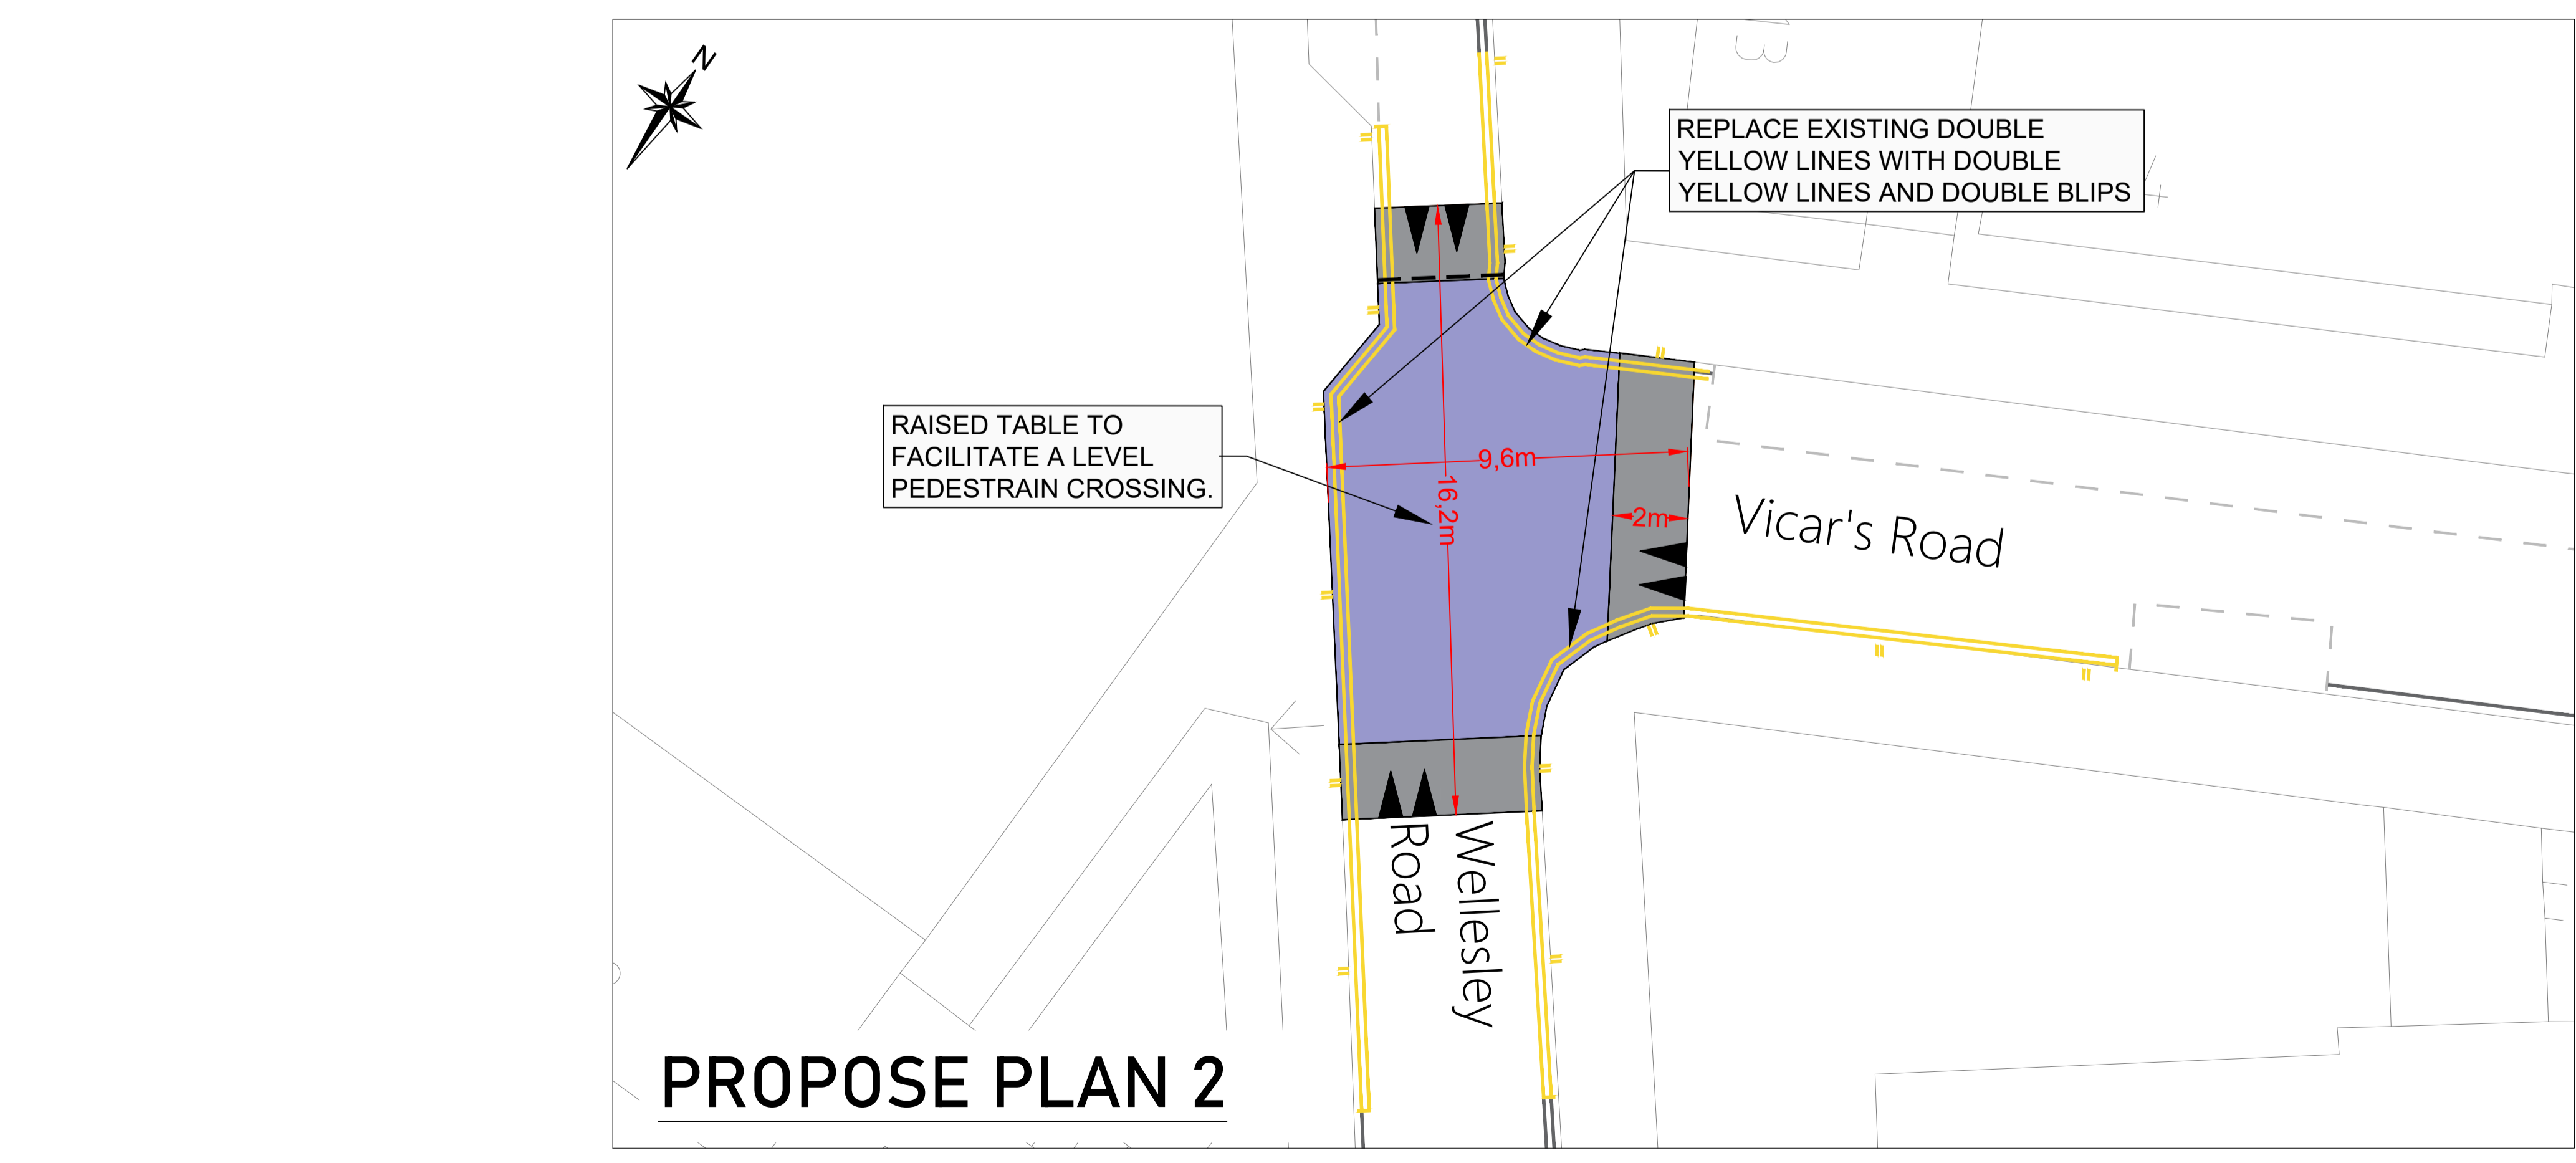 N
B
REPLACE EXISTING DOUBLE
YELLOW LINES WITH DOUBLE
YELLOW LINES AND DOUBLE BLIPS
RAISED TABLE TO
FACILITATE A LEVEL
PEDESTRAIN CROSSING.
9,6m
16,2m
2m
Vicar's Road
Wellesley
Road
PROPOSE PLAN 2